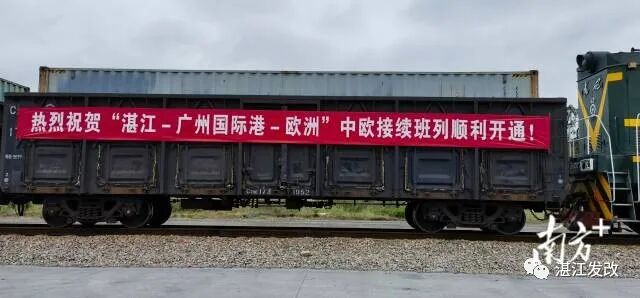 热烈祝贺“湛江-广州国际港-欧洲”中欧接续班列顺利开通！
南方+
湛江发改